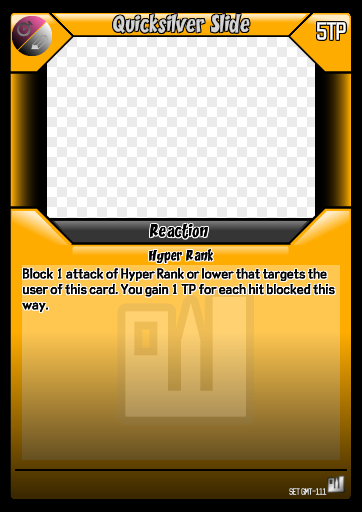 Quicksilver Slide
5TP
Reaction
Hyper Rank
Block 1 attack of Hyper Rank or lower that targets the
user of this card. You gain 1 TP for each hit blocked this
way.
SET GMT-111